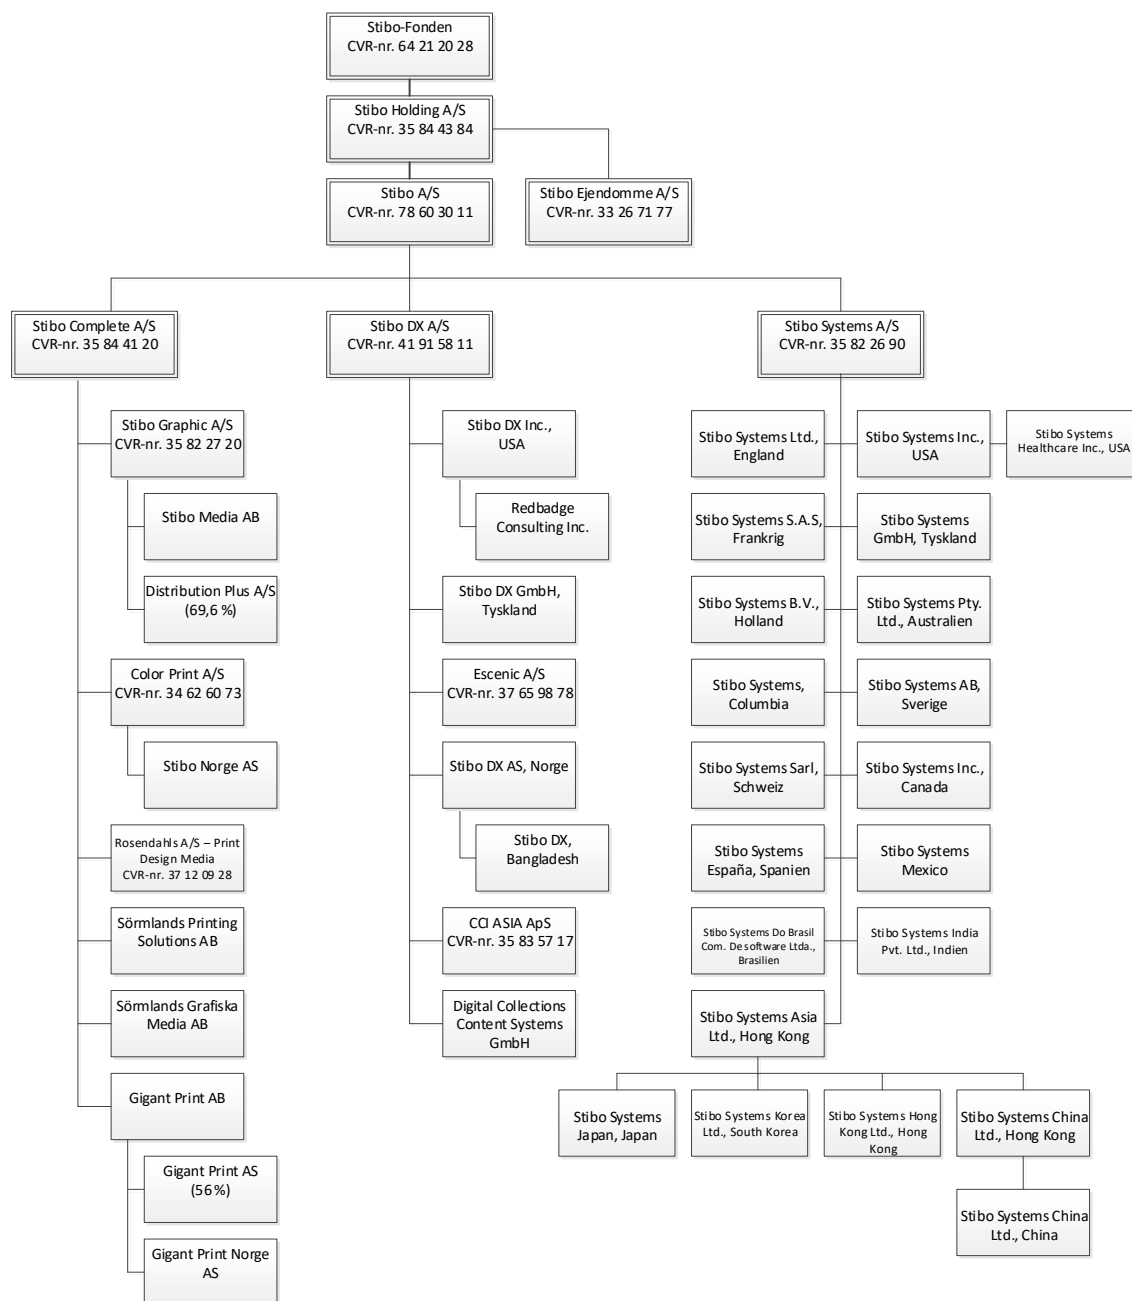 Stibo-Fonden
CVR-nr. 64 21 20 28
Stibo Holding A/S
CVR-nr. 35 84 43 84
Stibo A/S
CVR-nr. 78 60 30 11
Stibo Ejendomme A/S
CVR-nr. 33 26 71 77
Stibo Complete A/S
CVR-nr. 35 84 41 20
Stibo DX A/S
CVR-nr. 41 91 58 11
Stibo Systems A/S
CVR-nr. 35 82 26 90
Stibo Graphic A/S
CVR-nr. 35 82 27 20
Stibo Media AB
Distribution Plus A/S
(69,6 %)
Color Print A/S
CVR-nr. 34 62 60 73
Stibo Norge AS
Rosendahls A/S – Print
Design Media
CVR-nr. 37 12 09 28
Sörmlands Printing
Solutions AB
Sörmlands Grafiska
Media AB
Gigant Print AB
Gigant Print AS
(56 %)
Gigant Print Norge
AS
Stibo DX Inc.,
USA
Redbadge
Consulting Inc.
Stibo DX GmbH,
Tyskland
Escenic A/S
CVR-nr. 37 65 98 78
Stibo DX AS, Norge
Stibo DX,
Bangladesh
CCI ASIA ApS
CVR-nr. 35 83 57 17
Digital Collections
Content Systems
GmbH
Stibo Systems Ltd.,
England
Stibo Systems Inc.,
USA
Stibo Systems
Healthcare Inc., USA
Stibo Systems S.A.S,
Frankrig
Stibo Systems
GmbH, Tyskland
Stibo Systems B.V.,
Holland
Stibo Systems Pty.
Ltd., Australien
Stibo Systems,
Columbia
Stibo Systems AB,
Sverige
Stibo Systems Sarl,
Schweiz
Stibo Systems Inc.,
Canada
Stibo Systems
España, Spanien
Stibo Systems
Mexico
Stibo Systems Do Brasil
Com. De software Ltda.,
Brasilien
Stibo Systems India
Pvt. Ltd., Indien
Stibo Systems Asia
Ltd., Hong Kong
Stibo Systems
Japan, Japan
Stibo Systems Korea
Ltd., South Korea
Stibo Systems Hong
Kong Ltd., Hong
Kong
Stibo Systems China
Ltd., Hong Kong
Stibo Systems China
Ltd., China